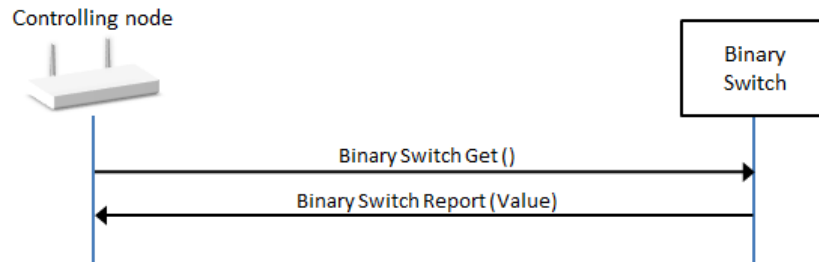 Controlling node
Binary
Switch
Binary Switch Get ()
Binary Switch Report (Value)